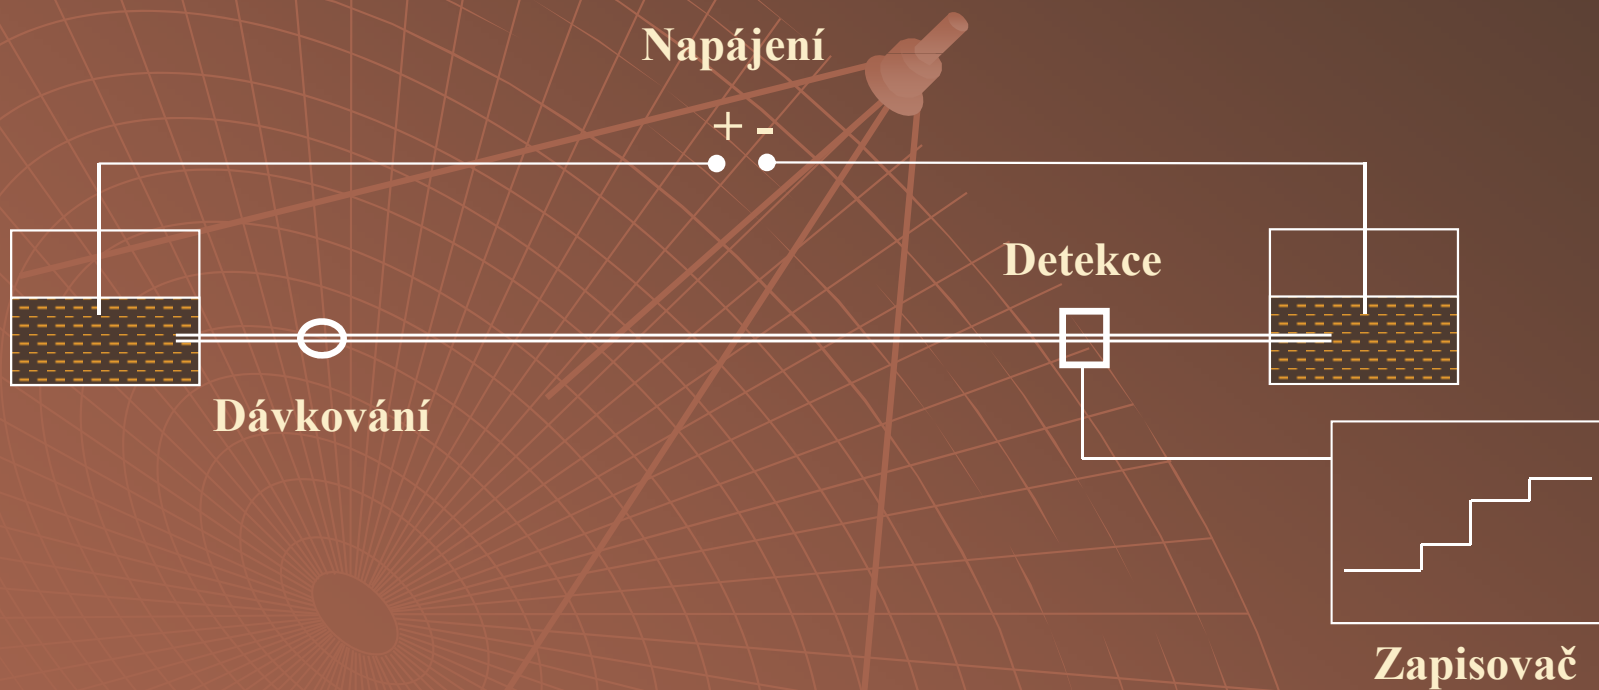 Napájení
+ -
Detekce
Dávkování
Zapisovač